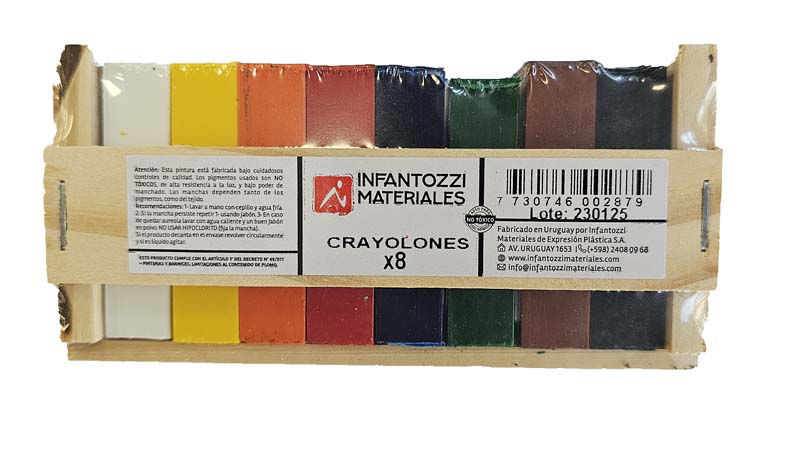 Atención: Esta pintura está fabricada bajo cuidadosos
controles de calidad. Los pigmentos usados son NO
TÓXICOS, de alta resistencia a la luz, y bajo poder de
manchado. Las manchas dependen tanto de los
pigmentos, como del tejido.
Recomendaciones: 1- Lavar a mano con cepillo y agua fría.
2- Si la mancha persiste repetir 1- usando Jabón. 3- En caso
de quedar aureola lavar con agua caliente y un buen Jabón
en polvo. NO USAR HIPOCLORITO (fija la mancha).
Si el producto decanta en el envase revolver circularmente
y si es líquido agitar.
ESTE PRODUCTO CUMPLE CON EL ARTÍCULO 1° DEL DECRETO N° 69/011
– PINTURAS Y BARNICES, LIMITACIONES AL CONTENIDO DE PLOMO.
INFANTOZZI
MATERIALES
CRAYOLONES
x8
NO TÓXICO
7 730746 002879
Lote: 230125
Fabricado en Uruguay por Infantozzi
Materiales de Expresión Plástica S.A.
AV. URUGUAY 1653 | (+598) 2408 09 68
www.infantozzimateriales.com
info@infantozzimateriales.com